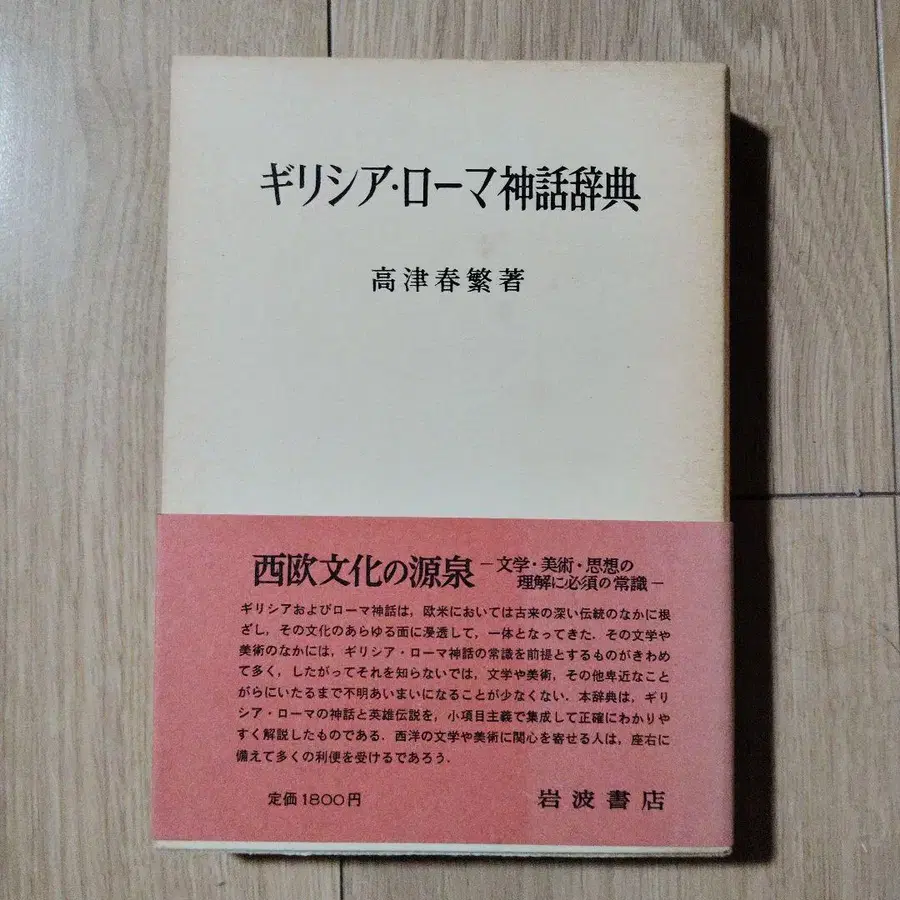 ギリシア・ローマ神話辞典
高津春繁著
西欧文化の源泉
―文学・美術・思想の
理解に必須の常識―
ギリシアおよびローマ神話は，欧米においては古来の深い伝統のなかに根
ざし，その文化のあらゆる面に浸透して，一体となってきた．その文学や
美術のなかには，ギリシア・ローマ神話の常識を前提とするものがきわめ
て多く，したがってそれを知らないでは，文学や美術，その他卑近なこと
がらにいたるまで不明あいまいになることが少なくない．本辞典は，ギリ
シア・ローマの神話と英雄伝説を，小項目主義で集成して正確にわかりや
すく解説したものである．西洋の文学や美術に関心を寄せる人は，座右に
備えて多くの利便を受けるであろう．
定価1800円
岩波書店